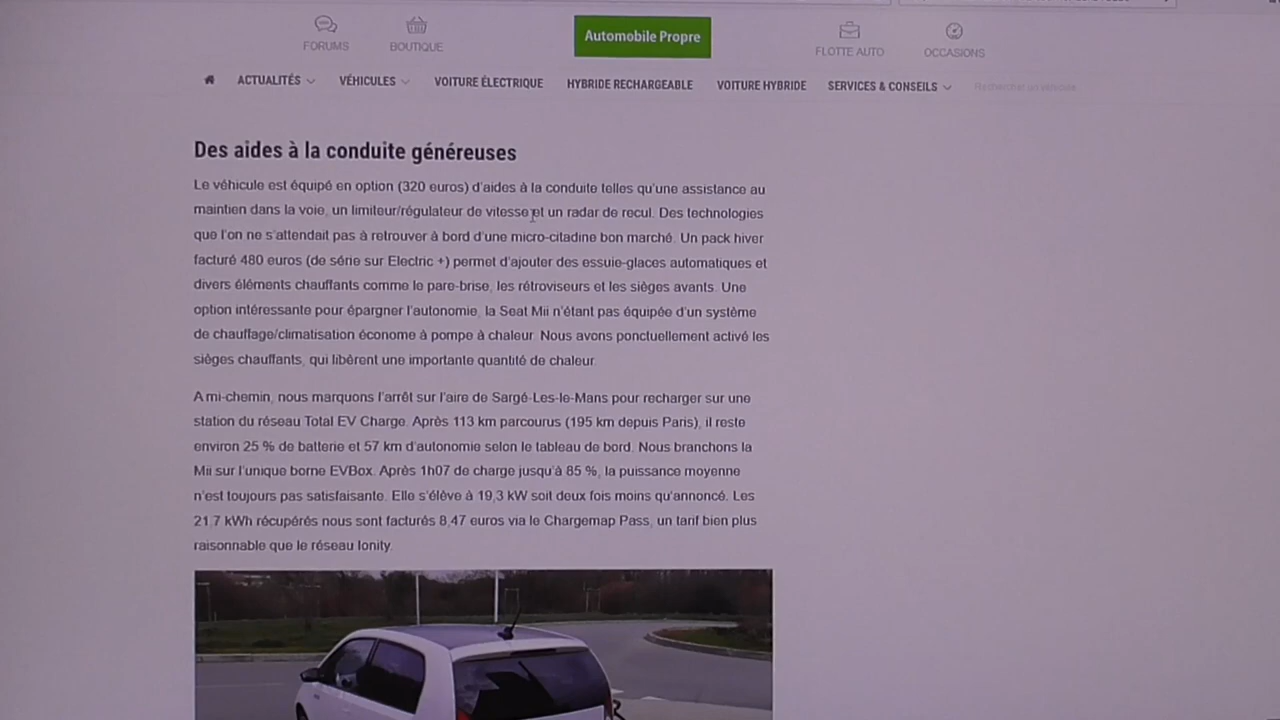 FORUMS
BOUTIQUE
Automobile Propre
FLOTTE AUTO
OCCASIONS
ACTUALITÉS
VÉHICULES
VOITURE ÉLECTRIQUE
HYBRIDE RECHARGEABLE
VOITURE HYBRIDE
SERVICES & CONSEILS
Rechercher un véhicule
Des aides à la conduite généreuses
Le véhicule est équipé en option (320 euros) d'aides à la conduite telles qu'une assistance au
maintien dans la voie, un limiteur/régulateur de vitesse et un radar de recul. Des technologies
que l'on ne s'attendait pas à retrouver à bord d'une micro-citadine bon marché. Un pack hiver
facturé 480 euros (de série sur Electric +) permet d'ajouter des essuie-glaces automatiques et
divers éléments chauffants comme le pare-brise, les rétroviseurs et les sièges avants. Une
option intéressante pour épargner l'autonomie, la Seat Mii n'étant pas équipée d'un système
de chauffage/climatisation économe à pompe à chaleur. Nous avons ponctuellement activé les
sièges chauffants, qui libèrent une importante quantité de chaleur.
A mi-chemin, nous marquons l'arrêt sur l'aire de Sargé-Les-le-Mans pour recharger sur une
station du réseau Total EV Charge. Après 113 km parcourus (195 km depuis Paris), il reste
environ 25 % de batterie et 57 km d'autonomie selon le tableau de bord. Nous branchons la
Mii sur l'unique borne EVBox. Après 1h07 de charge jusqu'à 85 %, la puissance moyenne
n'est toujours pas satisfaisante. Elle s'élève à 19,3 kW soit deux fois moins qu'annoncé. Les
21,7 kWh récupérés nous sont facturés 8,47 euros via le Chargemap Pass, un tarif bien plus
raisonnable que le réseau Ionity.